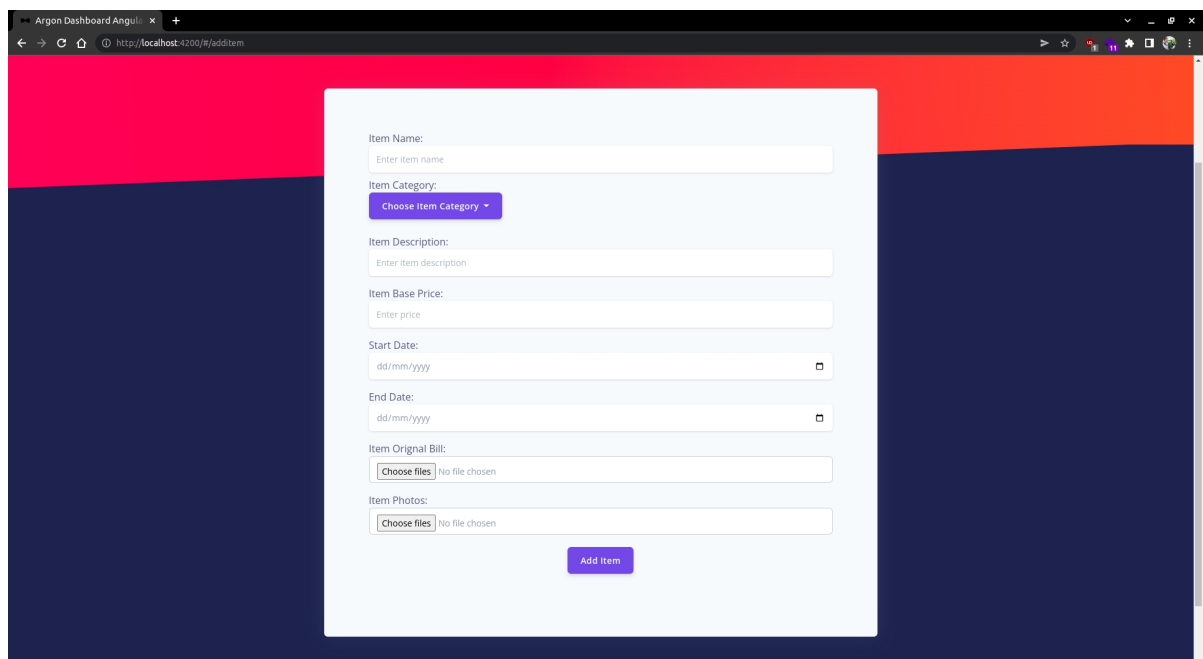 Argon Dashboard Angula
http://localhost:4200/#/additem
1
11
Item Name:
Enter item name
Item Category:
Choose Item Category
Item Description:
Enter item description
Item Base Price:
Enter price
Start Date:
dd/mm/yyyy
End Date:
dd/mm/yyyy
Item Orignal Bill:
Choose files No file chosen
Item Photos:
Choose files No file chosen
Add Item